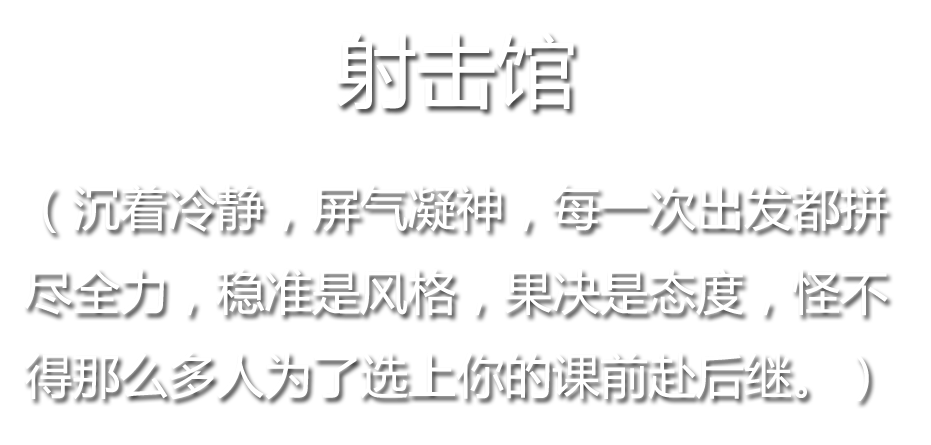 射击馆
（沉着冷静，屏气凝神，每一次出发都拼
尽全力，稳准是风格，果决是态度，怪不
得那么多人为了选上你的课前赴后继。）